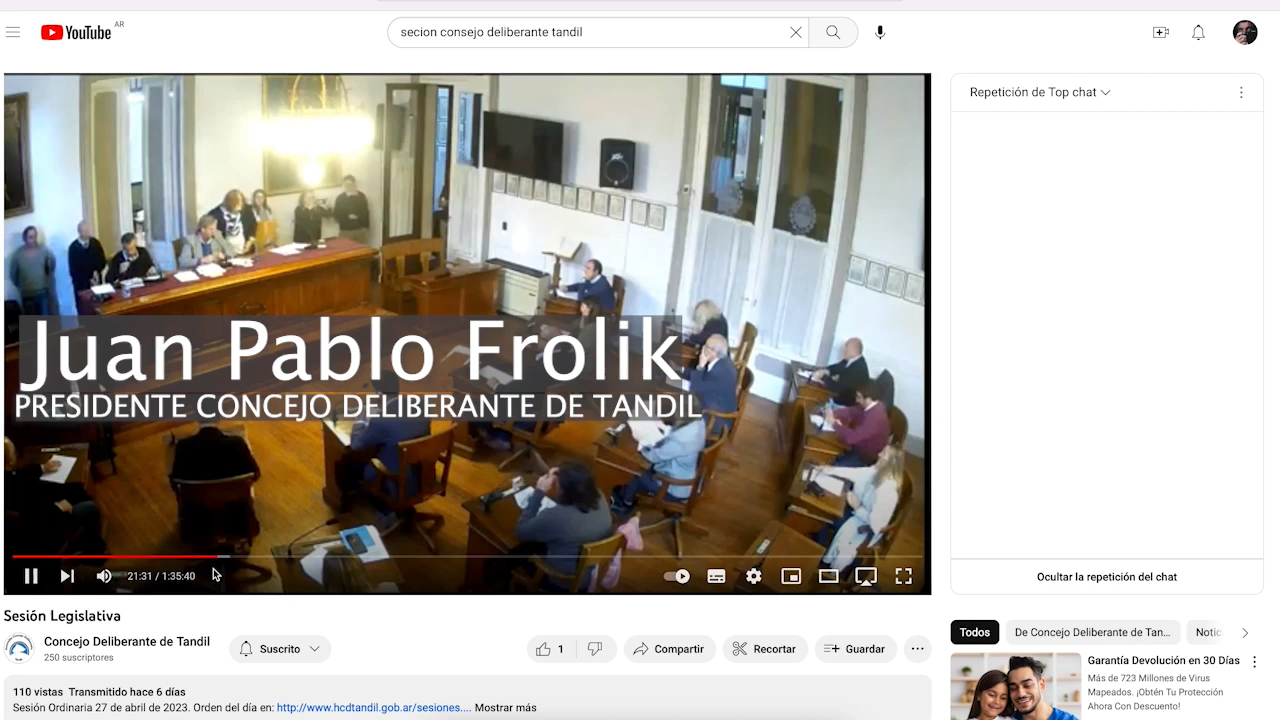 YouTube AR
secion consejo deliberante tandil
Repetición de Top chat
Juan Pablo Frolik
PRESIDENTE CONCEJO DELIBERANTE DE TANDIL
21:31 / 1:35:40
Ocultar la repetición del chat
Sesión Legislativa
Concejo Deliberante de Tandil
250 suscriptores
Suscrito
1
Compartir
Recortar
Guardar
110 vistas Transmitido hace 6 días
Sesión Ordinaria 27 de abril de 2023. Orden del día en: http://www.hcdtandil.gob.ar/sesiones.... Mostrar más
Todos
De Concejo Deliberante de Tan...
Notic
Garantía Devolución en 30 Días
Más de 723 Millones de Virus
Mapeados. ¡Obtén Tu Protección
Ahora Con Descuento!